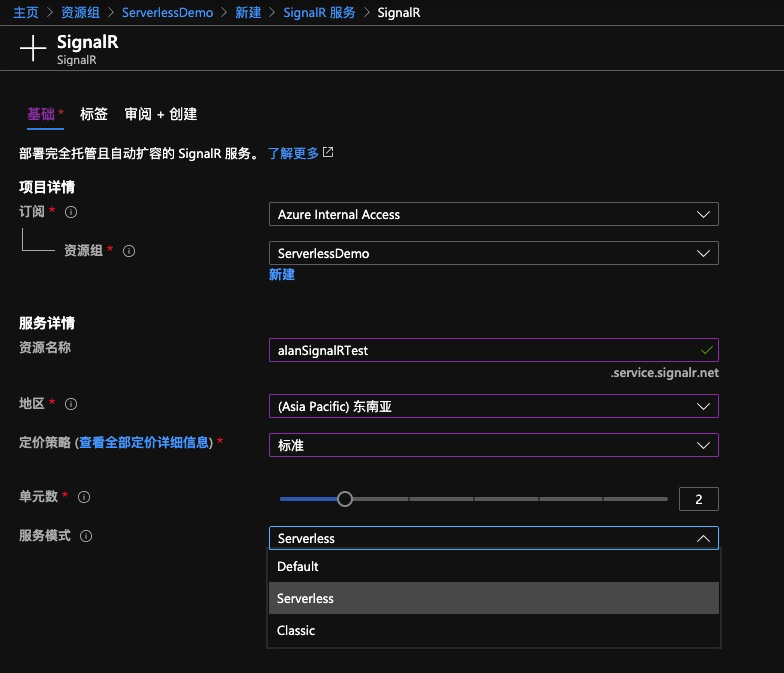 主页 > 资源组 > ServerlessDemo > 新建 > SignalR 服务 > SignalR
SignalR
SignalR
基础 * 标签 审阅 + 创建
部署完全托管且自动扩容的 SignalR 服务。 了解更多
项目详情
订阅 * Azure Internal Access
资源组 * ServerlessDemo
新建
服务详情
资源名称 alanSignalRTest
.service.signalr.net
地区 * (Asia Pacific) 东南亚
定价策略 (查看全部定价详细信息) * 标准
单元数 * 2
服务模式 Serverless
Default
Serverless
Classic